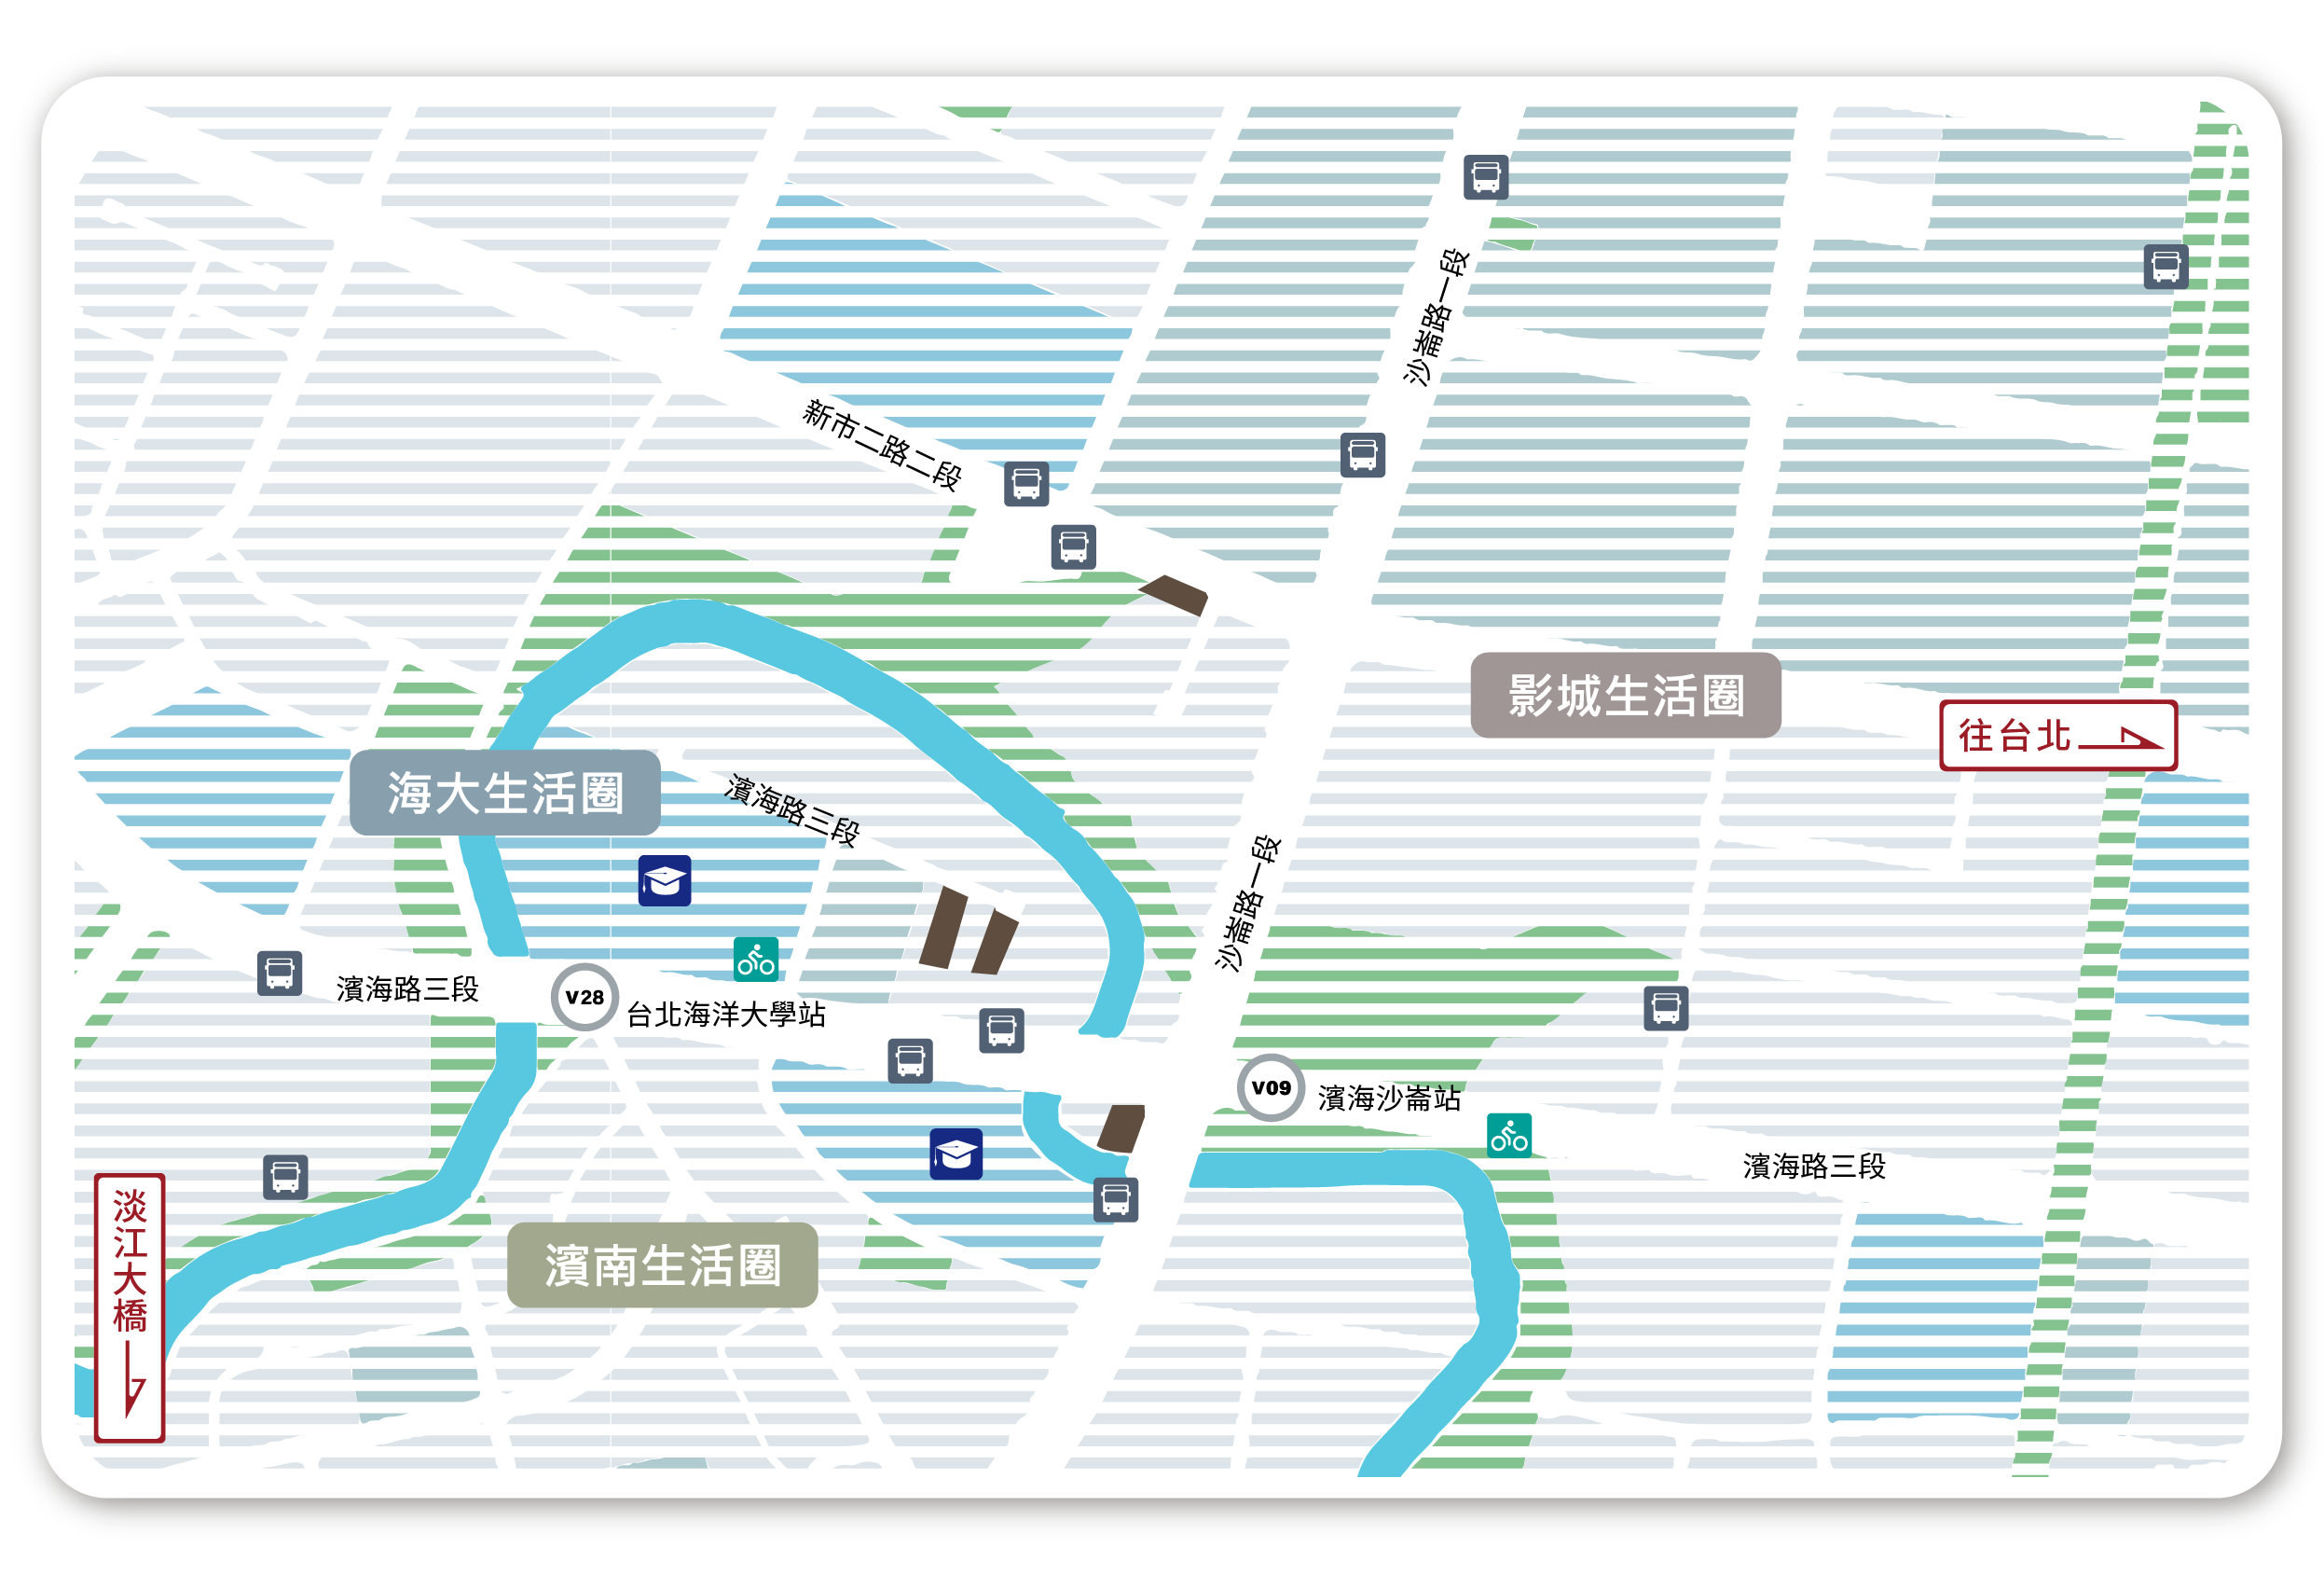 沙崙路一段
新市二路二段
影城生活圈
往台北
海大生活圈
濱海路三段
沙崙路一段
濱海路三段
V28
台北海洋大學站
V09
濱海沙崙站
濱海路三段
淡江大橋
濱南生活圈